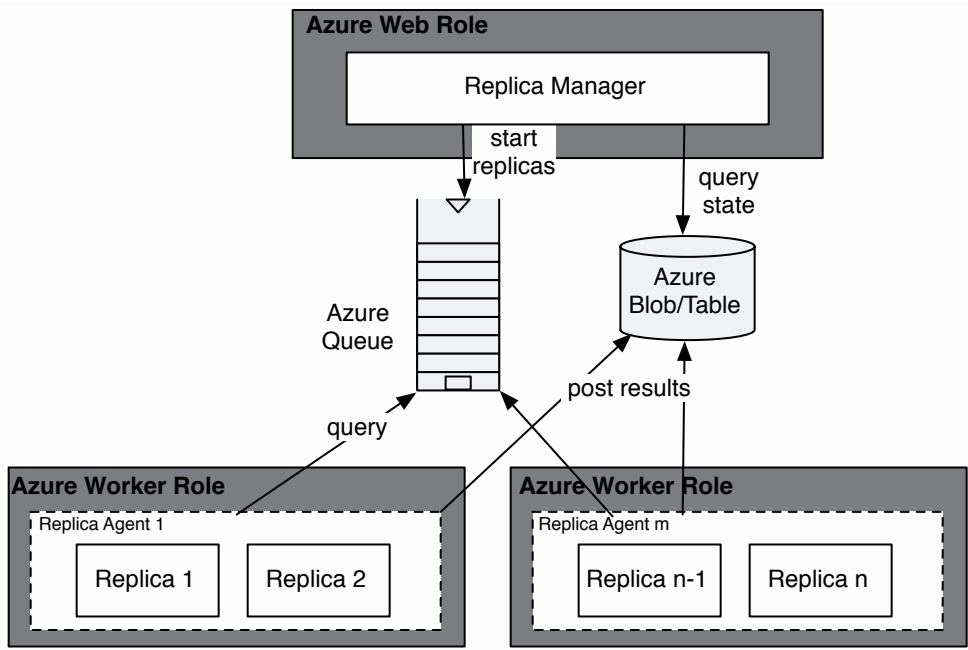 Azure Web Role
Replica Manager
start
replicas
query
state
Azure
Blob/Table
Azure
Queue
post results
query
Azure Worker Role
Replica Agent 1
Replica 1
Replica 2
Azure Worker Role
Replica Agent m
Replica n-1
Replica n